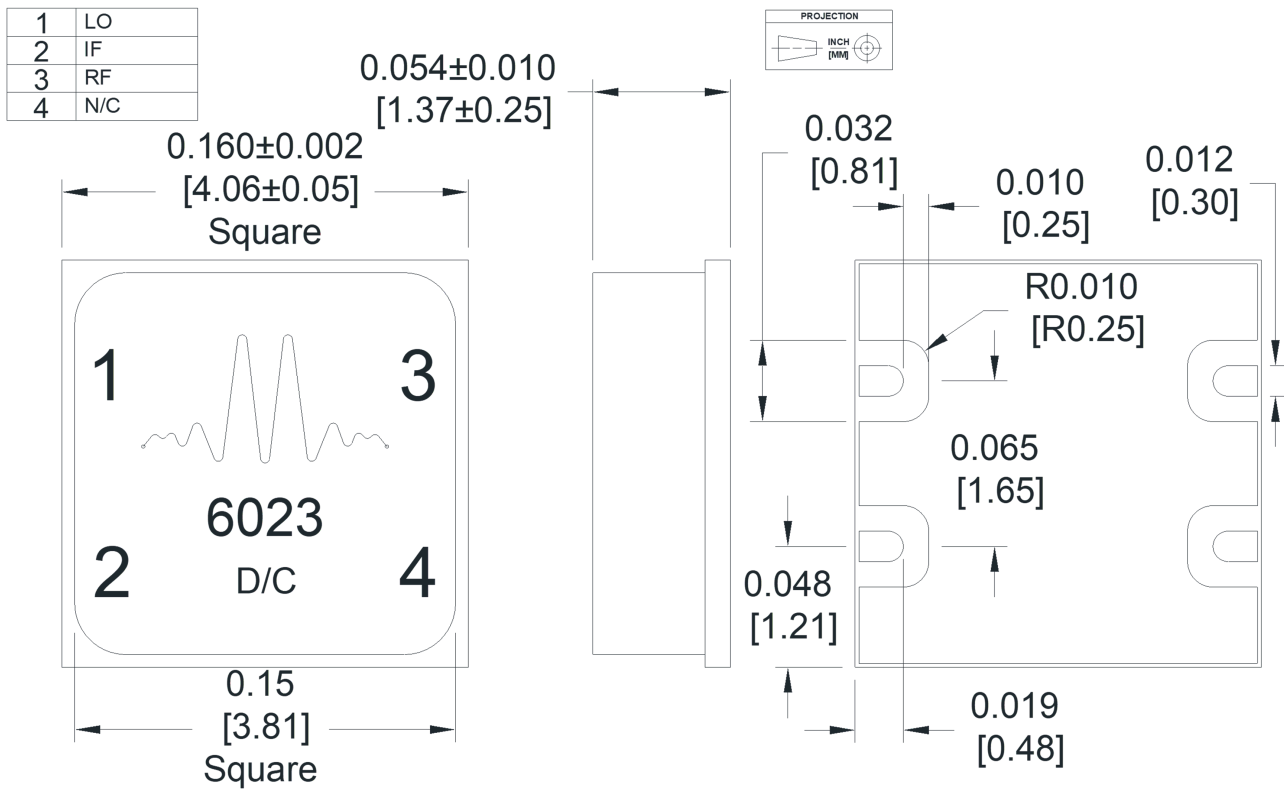 1 LO
2 IF
3 RF
4 N/C
PROJECTION
INCH
[MM]
0.054±0.010
[1.37±0.25]
0.160±0.002
[4.06±0.05]
Square
0.032
[0.81]
0.010
[0.25]
0.012
[0.30]
R0.010
[R0.25]
1
3
6023
2
D/C
4
0.065
[1.65]
0.048
[1.21]
0.15
[3.81]
Square
0.019
[0.48]